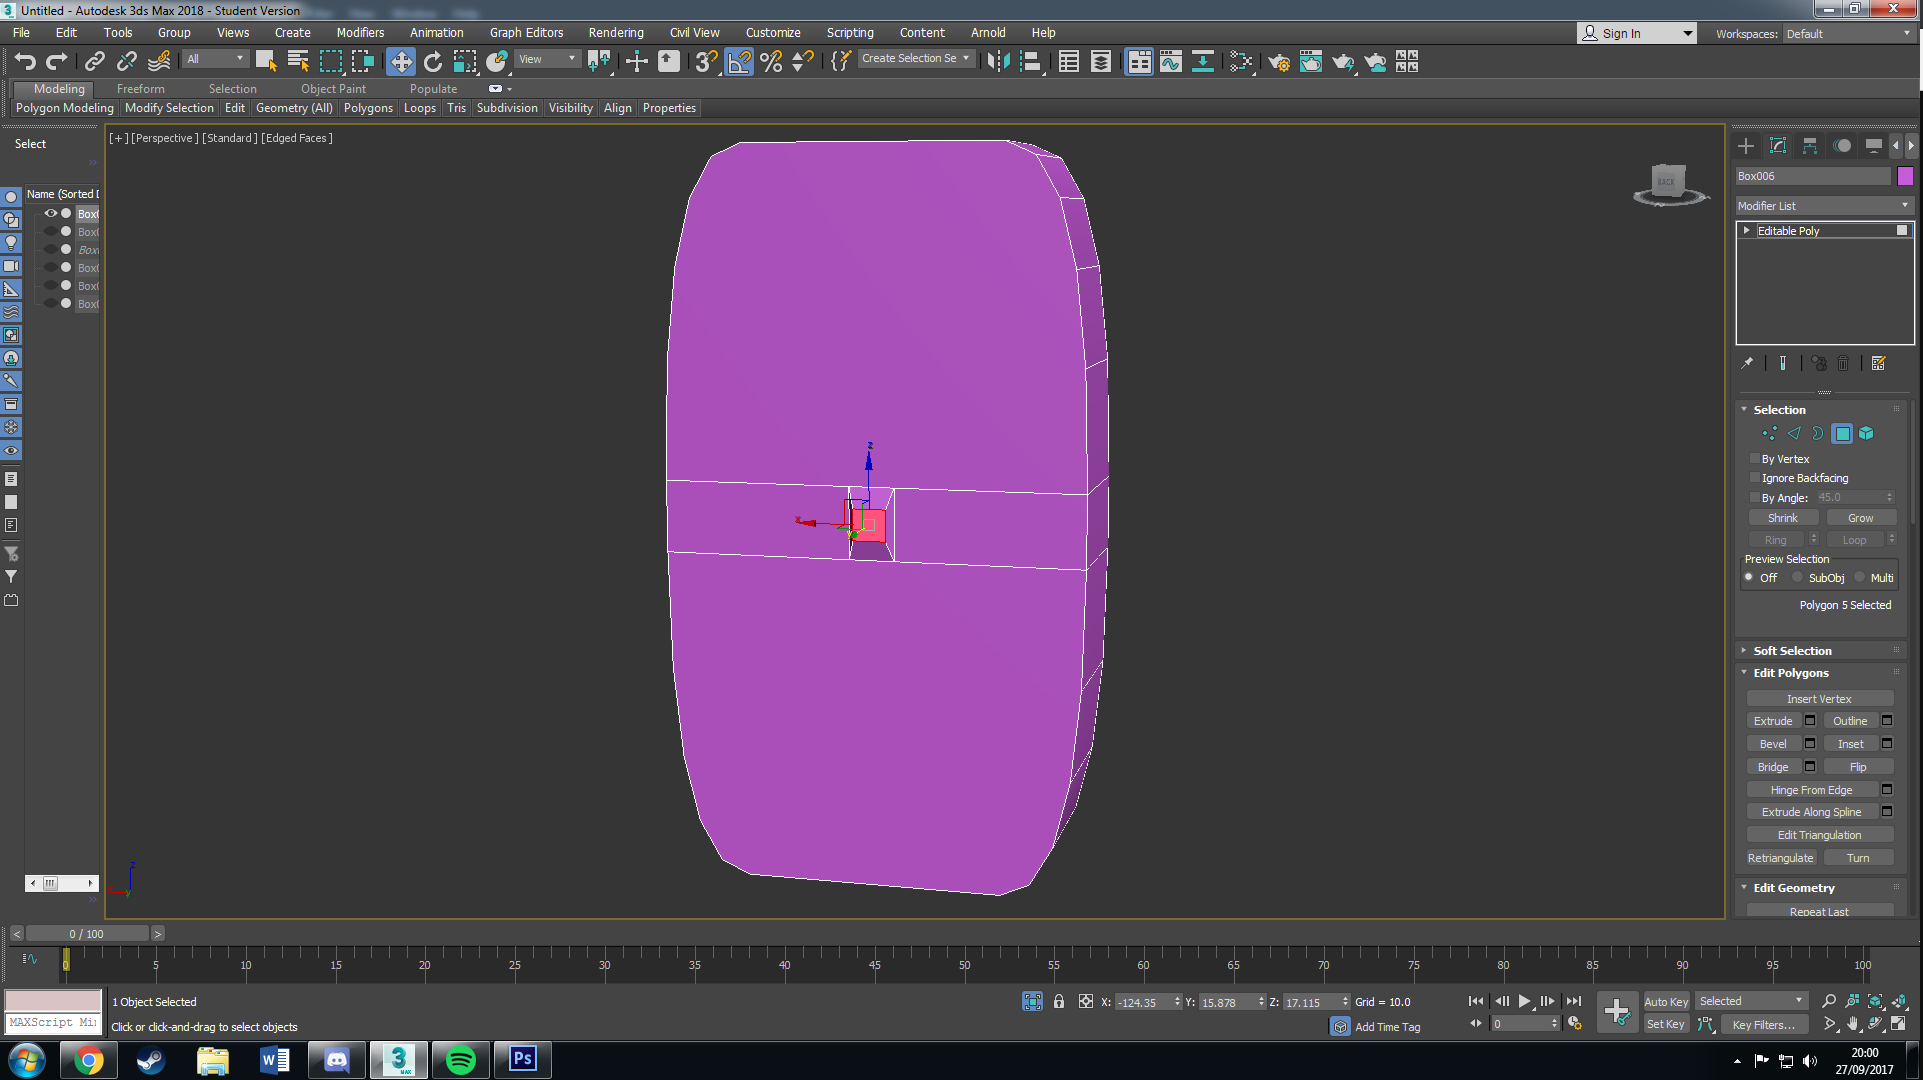 Untitled - Autodesk 3ds Max 2018 - Student Version
File Edit Tools Group Views Create Modifiers Animation Graph Editors Rendering Civil View Customize Scripting Content Arnold Help
Sign In Workspaces: Default
All View Create Selection Se
Modeling Freeform Selection Object Paint Populate
Polygon Modeling Modify Selection Edit Geometry (All) Polygons Loops Tris Subdivision Visibility Align Properties
Select
[+] [Perspective] [Standard] [Edged Faces]
Name (Sorted
BACK
Box006
Modifier List
Editable Poly
Selection
By Vertex
Ignore Backfacing
By Angle: 45.0
Shrink Grow
Ring Loop
Preview Selection
Off SubObj Multi
Polygon 5 Selected
Soft Selection
Edit Polygons
Insert Vertex
Extrude Outline
Bevel Inset
Bridge Flip
Hinge From Edge
Extrude Along Spline
Edit Triangulation
Retriangulate Turn
Edit Geometry
Repeat Last
z
x
z
< 0 / 100 >
0 5 10 15 20 25 30 35 40 45 50 55 60 65 70 75 80 85 90 95 100
1 Object Selected
X: -124.35 Y: 15.878 Z: 17.115 Grid = 10.0
Auto Key Selected
MAXScript Mi
Click or click-and-drag to select objects
Add Time Tag
0
Set Key Key Filters...
3
MAX
Ps
20:00
27/09/2017